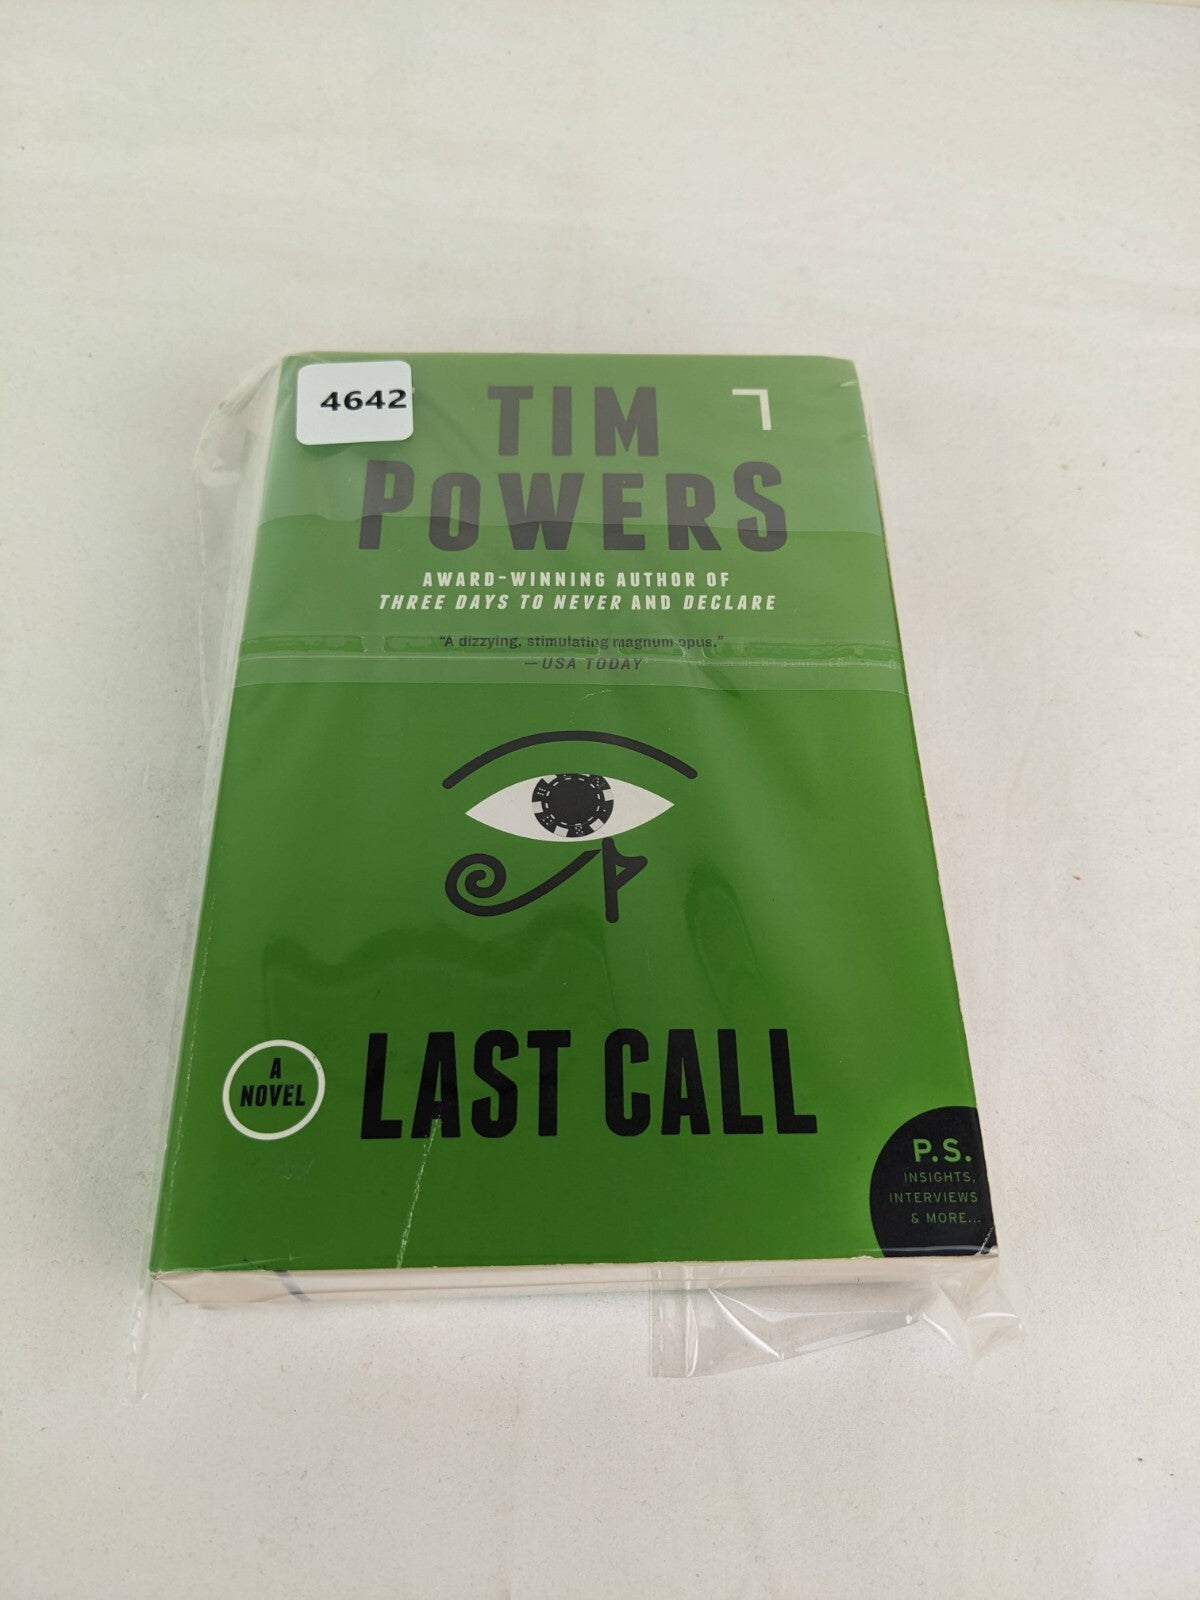 4642
TIM
POWERS
AWARD-WINNING AUTHOR OF
THREE DAYS TO NEVER AND DECLARE
"A dizzying, stimulating magnum opus."
—USA TODAY
A
NOVEL
LAST CALL
P.S.
INSIGHTS,
INTERVIEWS
& MORE...